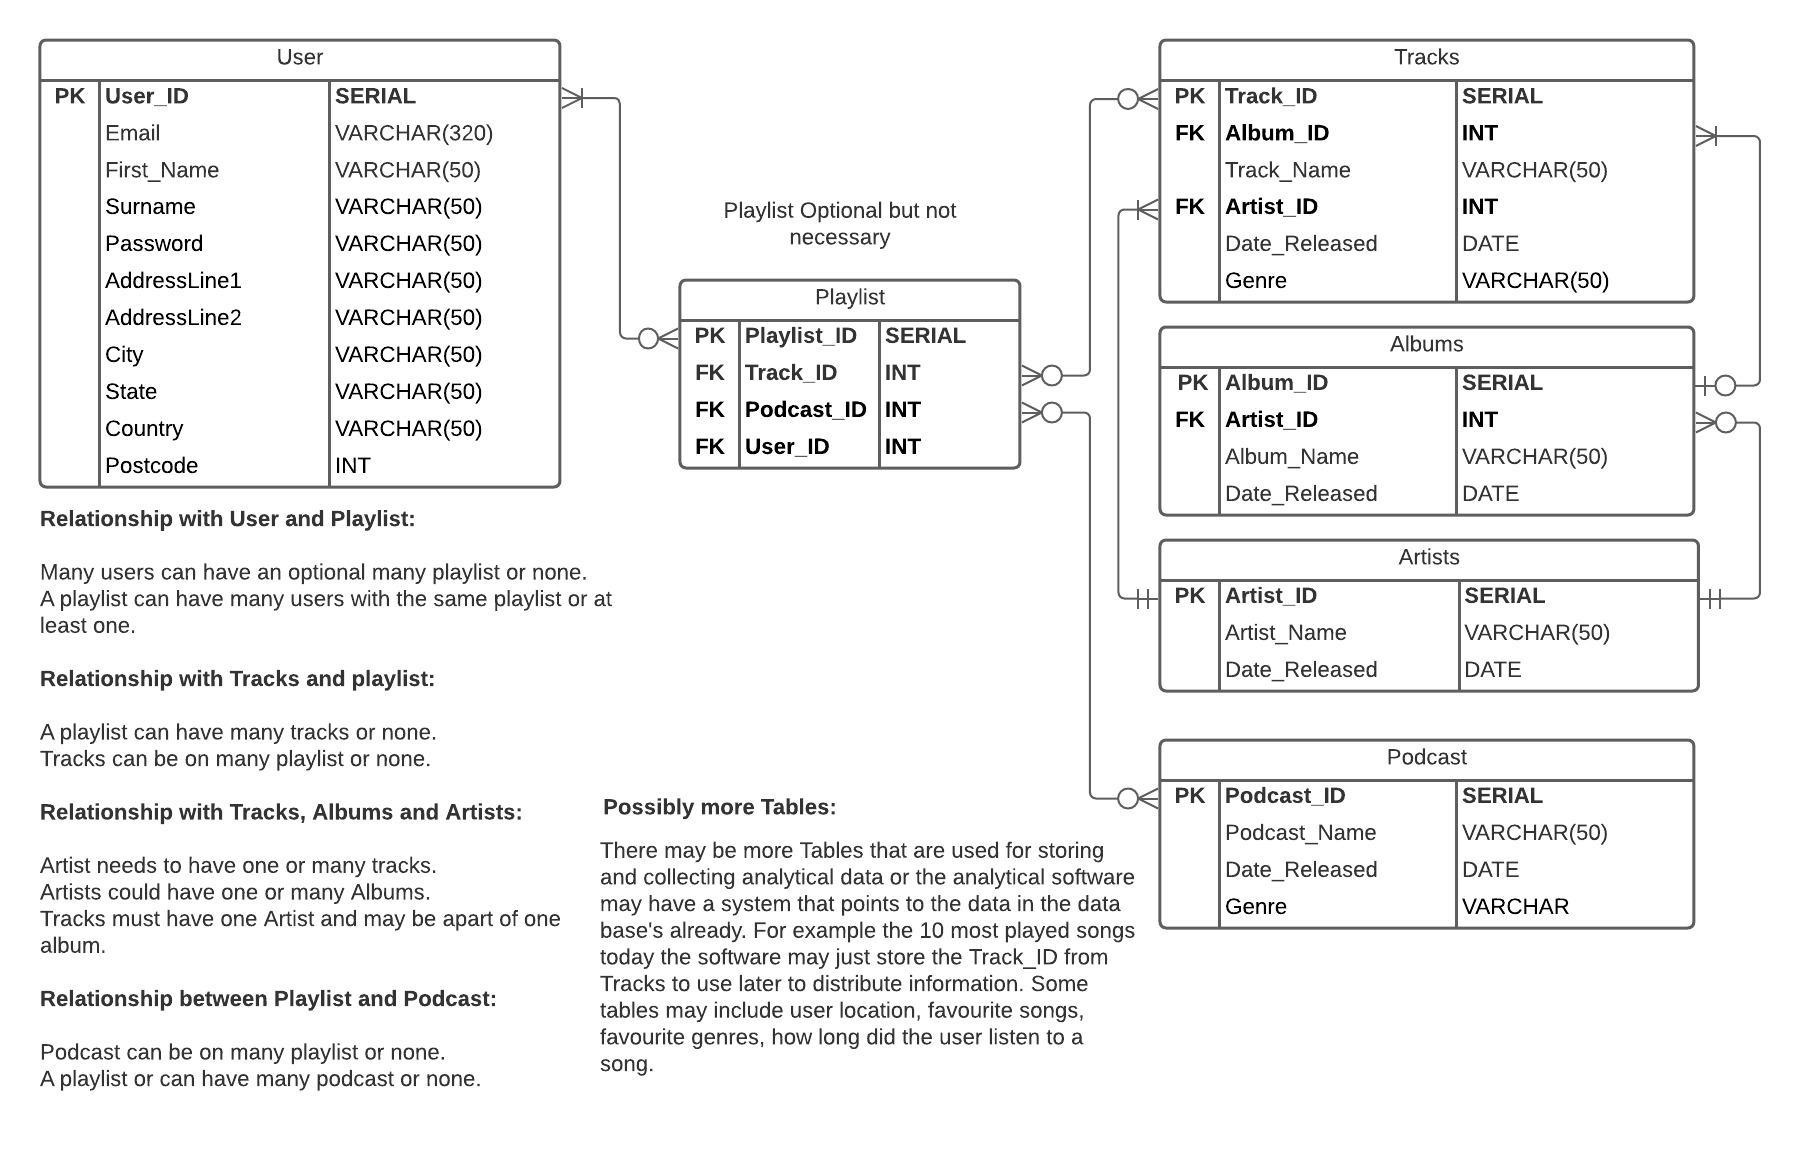 User
PK User_ID SERIAL
Email VARCHAR(320)
First_Name VARCHAR(50)
Surname VARCHAR(50)
Password VARCHAR(50)
AddressLine1 VARCHAR(50)
AddressLine2 VARCHAR(50)
City VARCHAR(50)
State VARCHAR(50)
Country VARCHAR(50)
Postcode INT
Playlist Optional but not
necessary
Playlist
PK Playlist_ID SERIAL
FK Track_ID INT
FK Podcast_ID INT
FK User_ID INT
Tracks
PK Track_ID SERIAL
FK Album_ID INT
Track_Name VARCHAR(50)
FK Artist_ID INT
Date_Released DATE
Genre VARCHAR(50)
Albums
PK Album_ID SERIAL
FK Artist_ID INT
Album_Name VARCHAR(50)
Date_Released DATE
Artists
PK Artist_ID SERIAL
Artist_Name VARCHAR(50)
Date_Released DATE
Podcast
PK Podcast_ID SERIAL
Podcast_Name VARCHAR(50)
Date_Released DATE
Genre VARCHAR
Relationship with User and Playlist:
Many users can have an optional many playlist or none.
A playlist can have many users with the same playlist or at
least one.
Relationship with Tracks and playlist:
A playlist can have many tracks or none.
Tracks can be on many playlist or none.
Relationship with Tracks, Albums and Artists:
Artist needs to have one or many tracks.
Artists could have one or many Albums.
Tracks must have one Artist and may be apart of one
album.
Relationship between Playlist and Podcast:
Podcast can be on many playlist or none.
A playlist or can have many podcast or none.
Possibly more Tables:
There may be more Tables that are used for storing
and collecting analytical data or the analytical software
may have a system that points to the data in the data
base's already. For example the 10 most played songs
today the software may just store the Track_ID from
Tracks to use later to distribute information. Some
tables may include user location, favourite songs,
favourite genres, how long did the user listen to a
song.